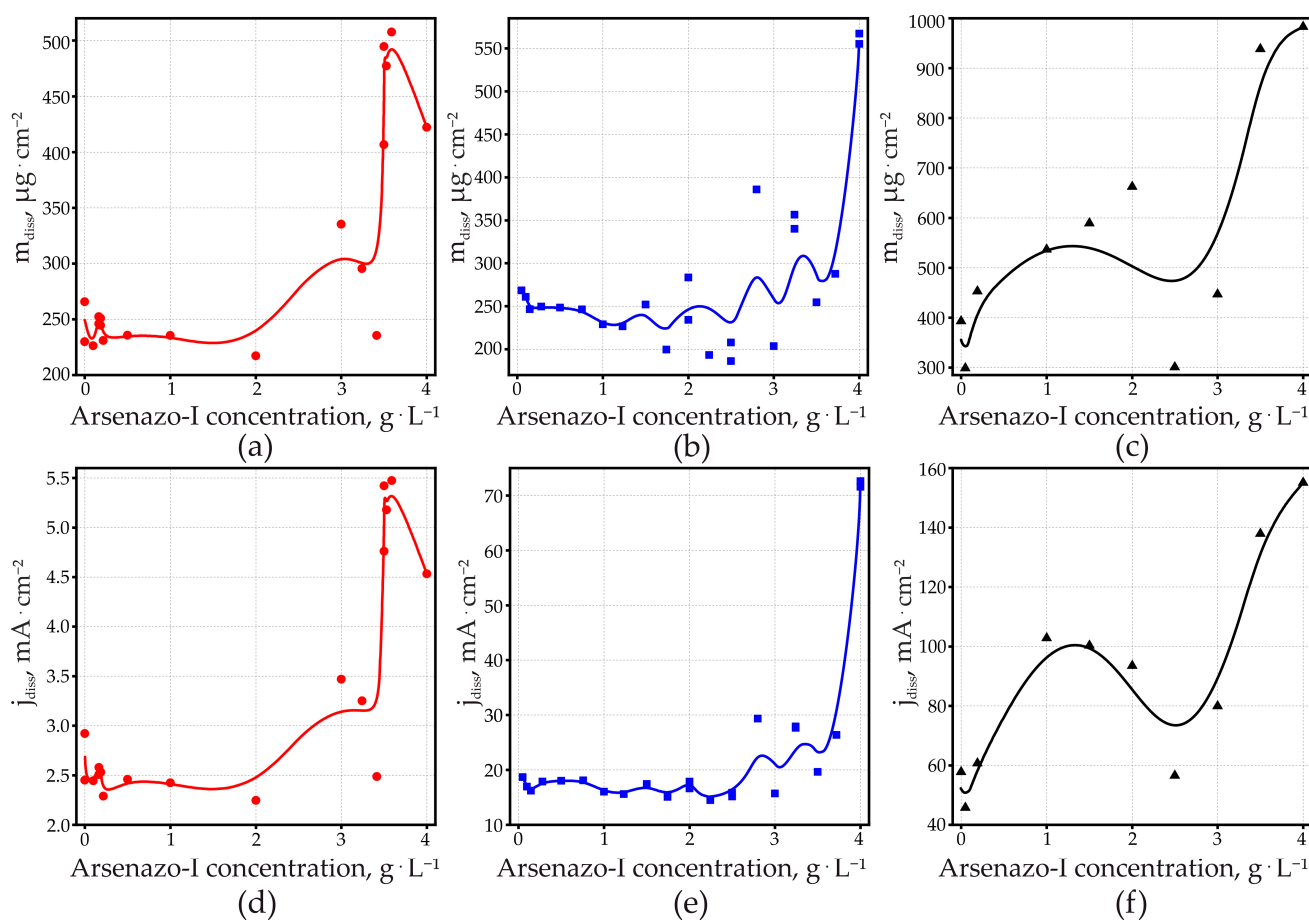 m_diss, μg · cm⁻²
500
450
400
350
300
250
200
0 1 2 3 4
Arsenazo-I concentration, g · L⁻¹
(a)
m_diss, μg · cm⁻²
550
500
450
400
350
300
250
200
0 1 2 3 4
Arsenazo-I concentration, g · L⁻¹
(b)
m_diss, μg · cm⁻²
1000
900
800
700
600
500
400
300
0 1 2 3 4
Arsenazo-I concentration, g · L⁻¹
(c)
j_diss, mA · cm⁻²
5.5
5.0
4.5
4.0
3.5
3.0
2.5
2.0
0 1 2 3 4
Arsenazo-I concentration, g · L⁻¹
(d)
j_diss, mA · cm⁻²
70
60
50
40
30
20
10
0 1 2 3 4
Arsenazo-I concentration, g · L⁻¹
(e)
j_diss, mA · cm⁻²
160
140
120
100
80
60
40
0 1 2 3 4
Arsenazo-I concentration, g · L⁻¹
(f)